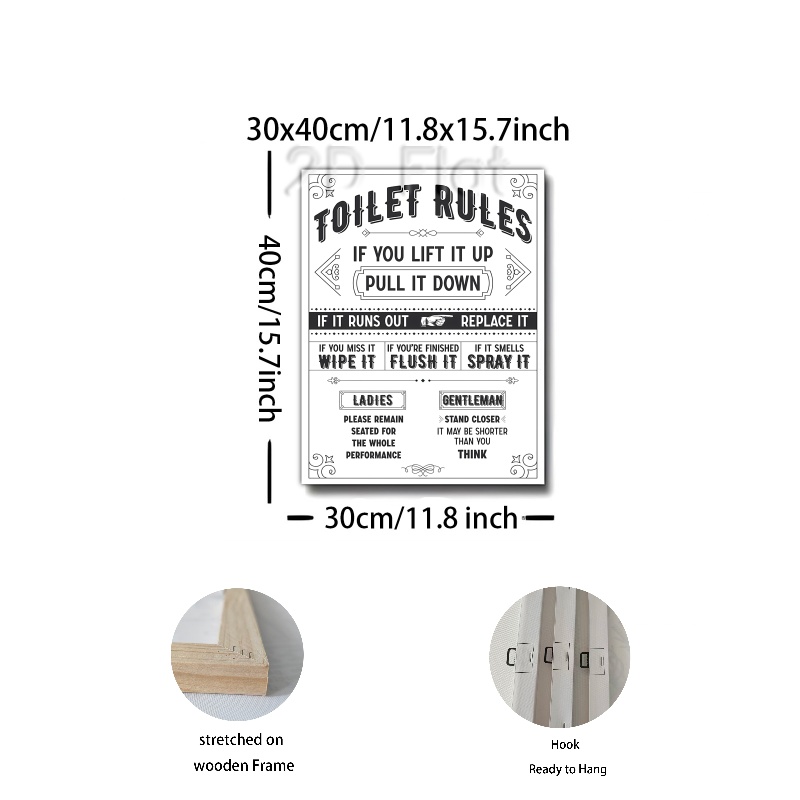 30x40cm/11.8x15.7inch
2D Flat
TOILET RULES
IF YOU LIFT IT UP
PULL IT DOWN
IF IT RUNS OUT REPLACE IT
IF YOU MISS IT
WIPE IT
IF YOU'RE FINISHED
FLUSH IT
IF IT SMELLS
SPRAY IT
LADIES
PLEASE REMAIN
SEATED FOR
THE WHOLE
PERFORMANCE
GENTLEMAN
STAND CLOSER
IT MAY BE SHORTER
THAN YOU
THINK
40cm/15.7inch
30cm/11.8 inch
stretched on
wooden Frame
Hook
Ready to Hang